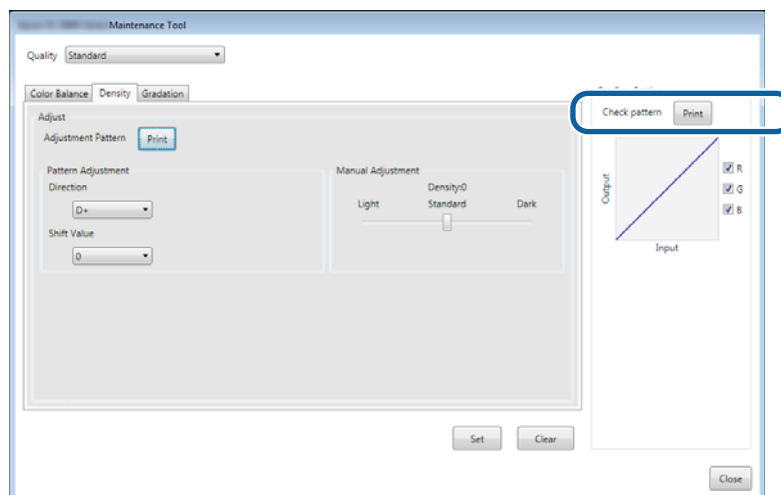 Maintenance Tool
Quality Standard
Color Balance Density Gradation
Adjust
Adjustment Pattern Print
Pattern Adjustment
Direction
D+
Shift Value
0
Manual Adjustment
Density:0
Light Standard Dark
Check pattern Print
Output
R
G
B
Input
Set Clear
Close